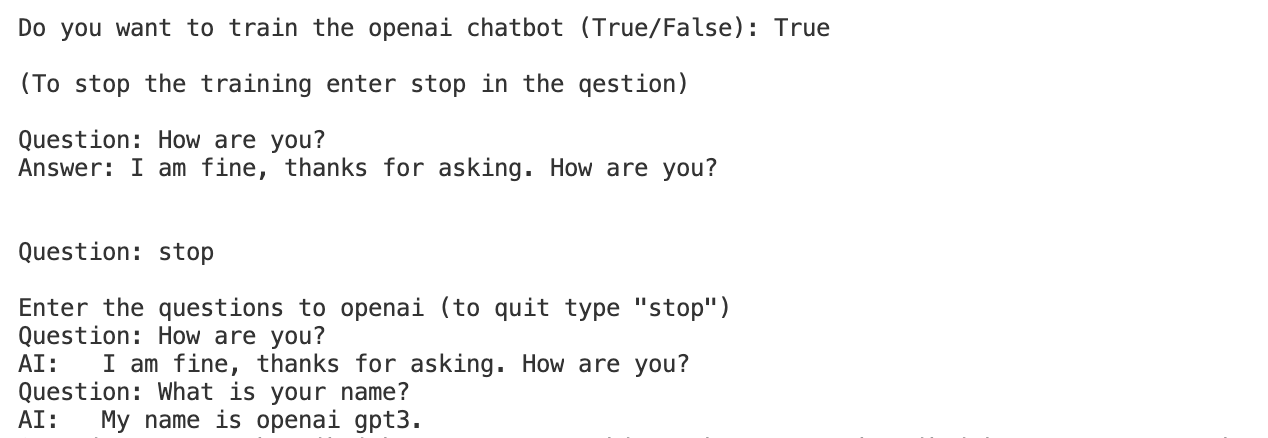 Do you want to train the openai chatbot (True/False): True
(To stop the training enter stop in the qestion)
Question: How are you?
Answer: I am fine, thanks for asking. How are you?
Question: stop
Enter the questions to openai (to quit type "stop")
Question: How are you?
AI:   I am fine, thanks for asking. How are you?
Question: What is your name?
AI:   My name is openai gpt3.